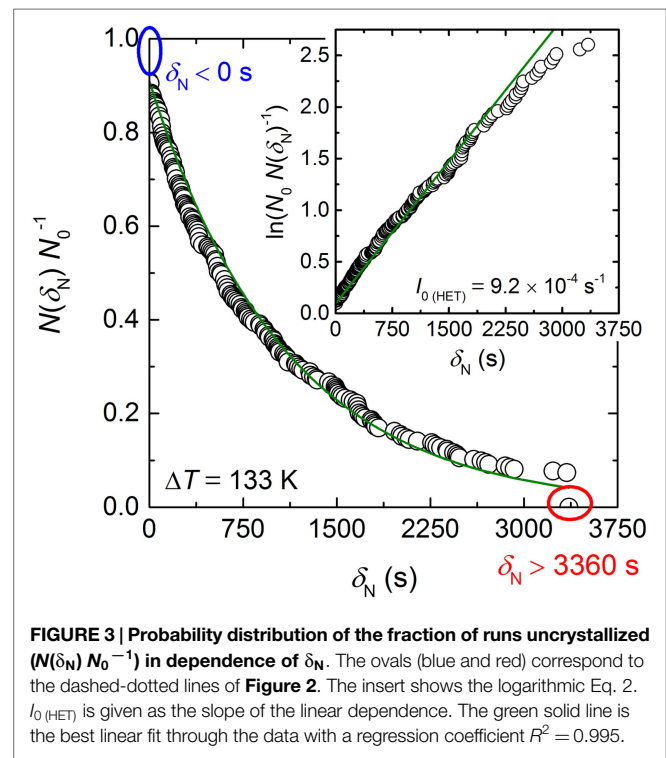 1.0
0.8
0.6
0.4
0.2
0.0
N(δN) N0^-1
δN < 0 s
2.5
2.0
1.5
1.0
0.5
0.0
ln(N0 N(δN)^-1)
I0 (HET) = 9.2 × 10^-4 s^-1
0 750 1500 2250 3000 3750
δN (s)
ΔT = 133 K
0 750 1500 2250 3000 3750
δN (s)
δN > 3360 s
FIGURE 3 | Probability distribution of the fraction of runs uncrystallized
(N(δN) N0^−1) in dependence of δN. The ovals (blue and red) correspond to
the dashed-dotted lines of Figure 2. The insert shows the logarithmic Eq. 2.
I0 (HET) is given as the slope of the linear dependence. The green solid line is
the best linear fit through the data with a regression coefficient R² = 0.995.